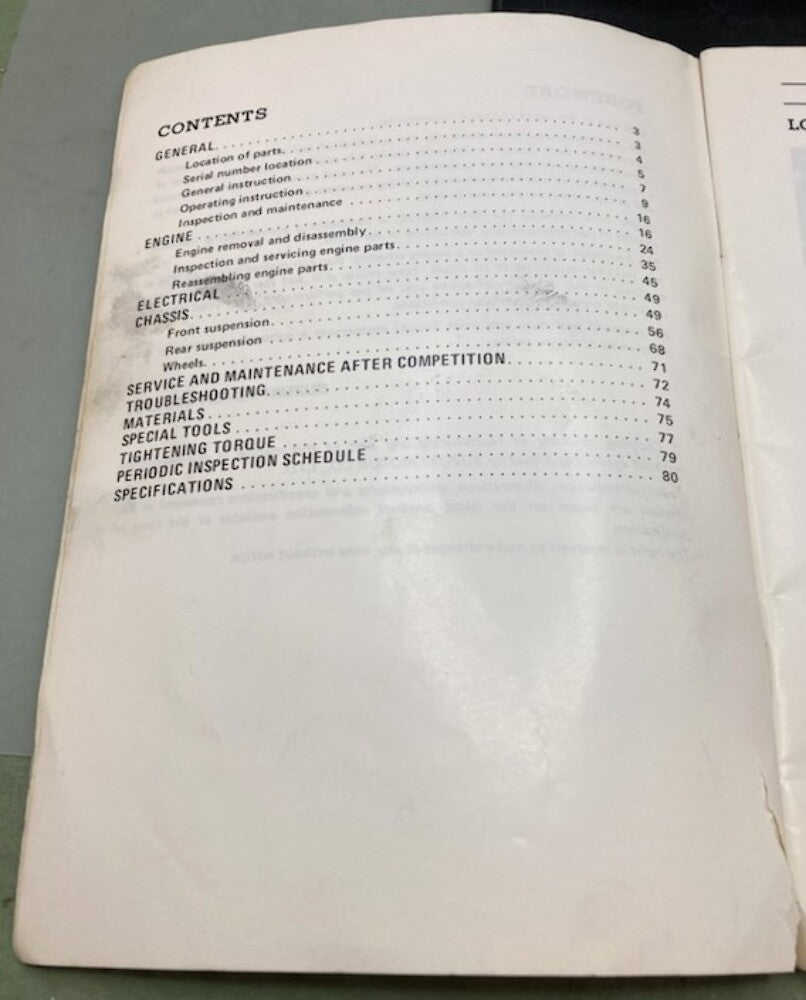 CONTENTS
GENERAL. . . . . . . . . . 3
Location of parts. . . . . . . . . . 3
Serial number location . . . . . . . . . . 4
General instruction . . . . . . . . . . 5
Operating instruction . . . . . . . . . . 7
Inspection and maintenance . . . . . . . . . . 9
ENGINE . . . . . . . . . . 16
Engine removal and disassembly. . . . . . . . . . 16
Inspection and servicing engine parts. . . . . . . . . . 24
Reassembling engine parts. . . . . . . . . . 35
ELECTRICAL . . . . . . . . . . 45
CHASSIS. . . . . . . . . . 49
Front suspension. . . . . . . . . . 49
Rear suspension . . . . . . . . . . 56
Wheels. . . . . . . . . . 68
SERVICE AND MAINTENANCE AFTER COMPETITION. . . . . . . . . . 71
TROUBLESHOOTING. . . . . . . . . . 72
MATERIALS . . . . . . . . . . 74
SPECIAL TOOLS . . . . . . . . . . 75
TIGHTENING TORQUE . . . . . . . . . . 77
PERIODIC INSPECTION SCHEDULE . . . . . . . . . . 79
SPECIFICATIONS . . . . . . . . . . 80
LO